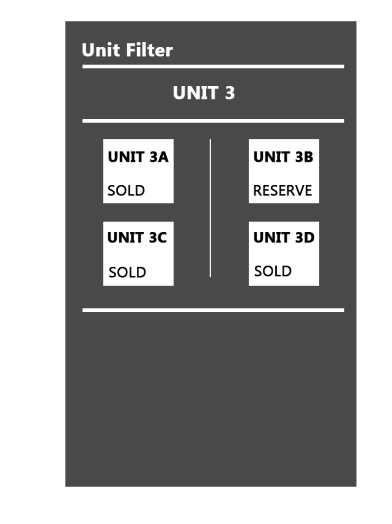 Unit Filter
UNIT 3
UNIT 3A
SOLD
UNIT 3B
RESERVE
UNIT 3C
SOLD
UNIT 3D
SOLD